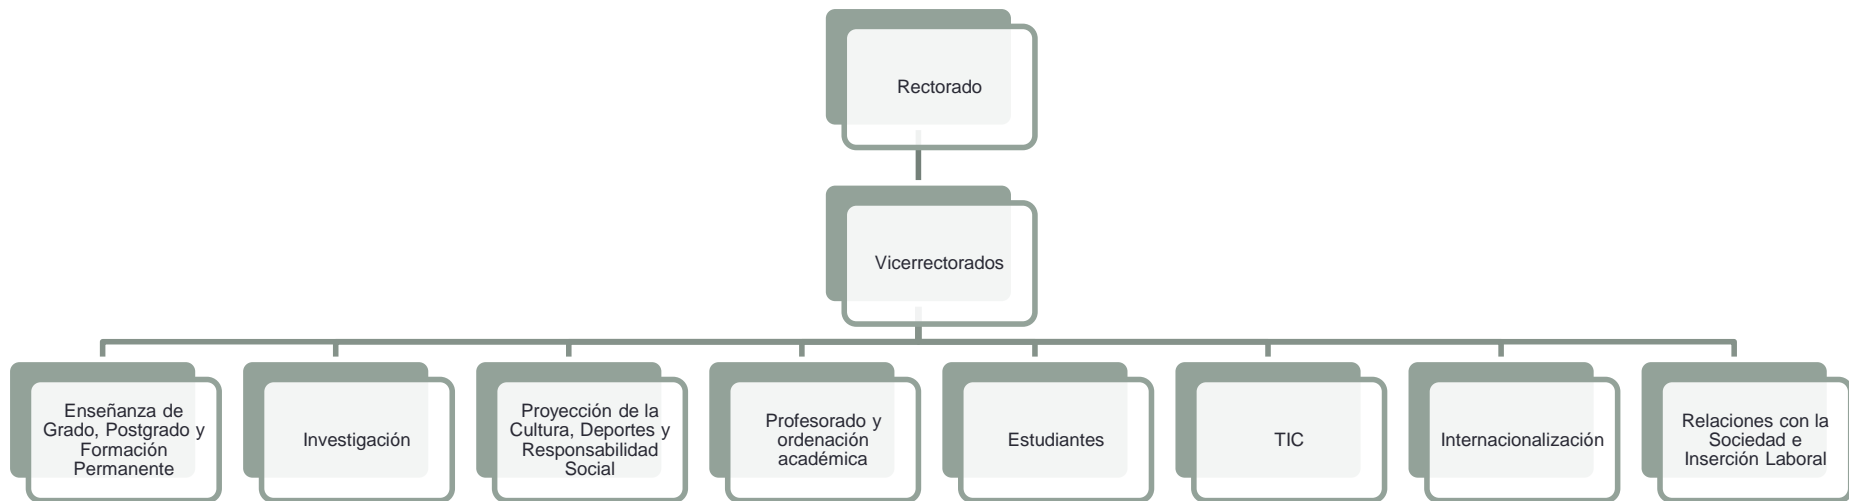 Rectorado
Vicerrectorados
Enseñanza de
Grado, Postgrado y
Formación
Permanente
Investigación
Proyección de la
Cultura, Deportes y
Responsabilidad
Social
Profesorado y
ordenación
académica
Estudiantes
TIC
Internacionalización
Relaciones con la
Sociedad e
Inserción Laboral